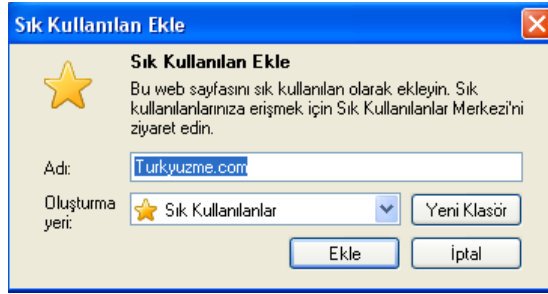 Sık Kullanılan Ekle
Sık Kullanılan Ekle
Bu web sayfasını sık kullanılan olarak ekleyin. Sık
kullanılanlarınıza erişmek için Sık Kullanılanlar Merkezi'ni
ziyaret edin.
Adı: Turkyuzme.com
Oluşturma
yeri: Sık Kullanılanlar Yeni Klasör
Ekle İptal